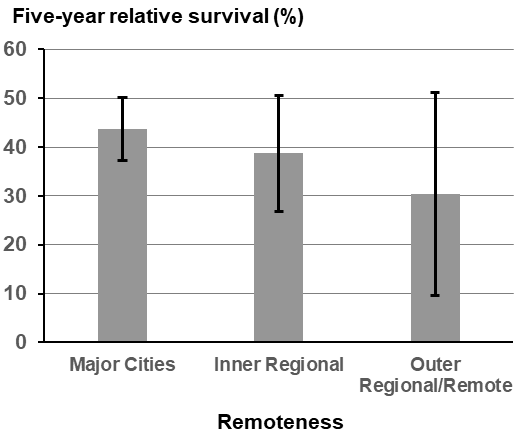 Five-year relative survival (%)
60
50
40
30
20
10
0
Major Cities
Inner Regional
Outer
Regional/Remote
Remoteness